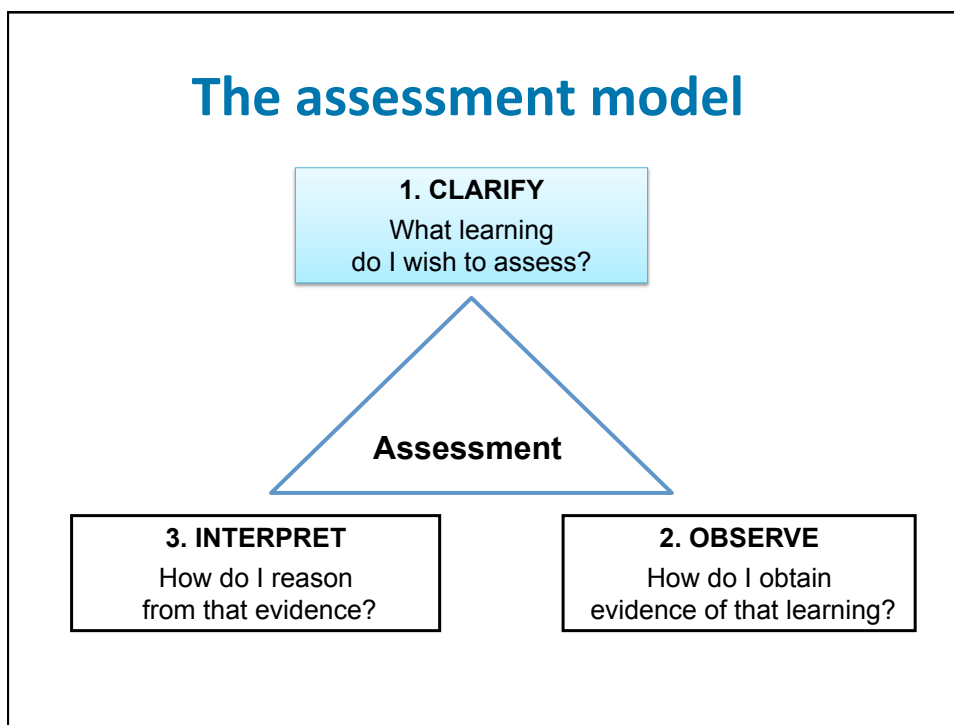 The assessment model
1. CLARIFY
What learning
do I wish to assess?
Assessment
3. INTERPRET
How do I reason
from that evidence?
2. OBSERVE
How do I obtain
evidence of that learning?